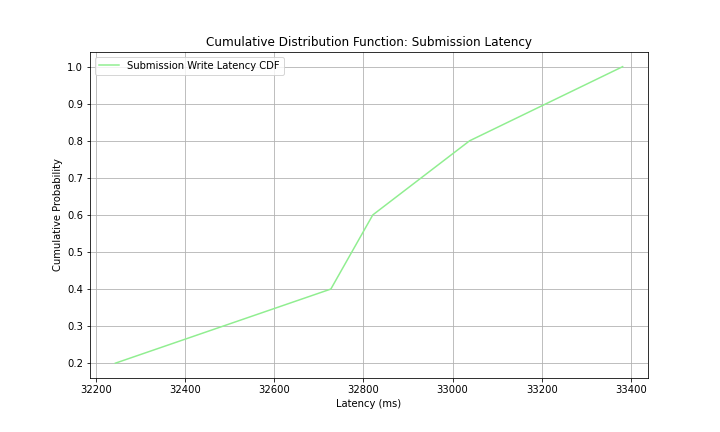 Cumulative Distribution Function: Submission Latency
Submission Write Latency CDF
Cumulative Probability
1.0
0.9
0.8
0.7
0.6
0.5
0.4
0.3
0.2
32200 32400 32600 32800 33000 33200 33400
Latency (ms)